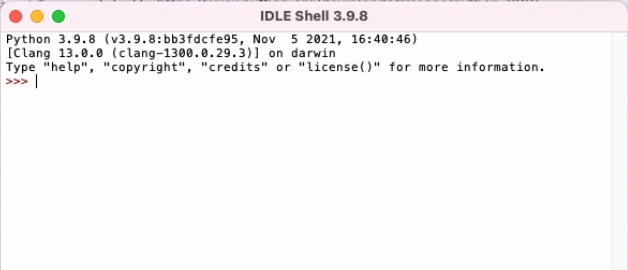 IDLE Shell 3.9.8
Python 3.9.8 (v3.9.8:bb3fdcfe95, Nov  5 2021, 16:40:46)
[Clang 13.0.0 (clang-1300.0.29.3)] on darwin
Type "help", "copyright", "credits" or "license()" for more information.
>>>